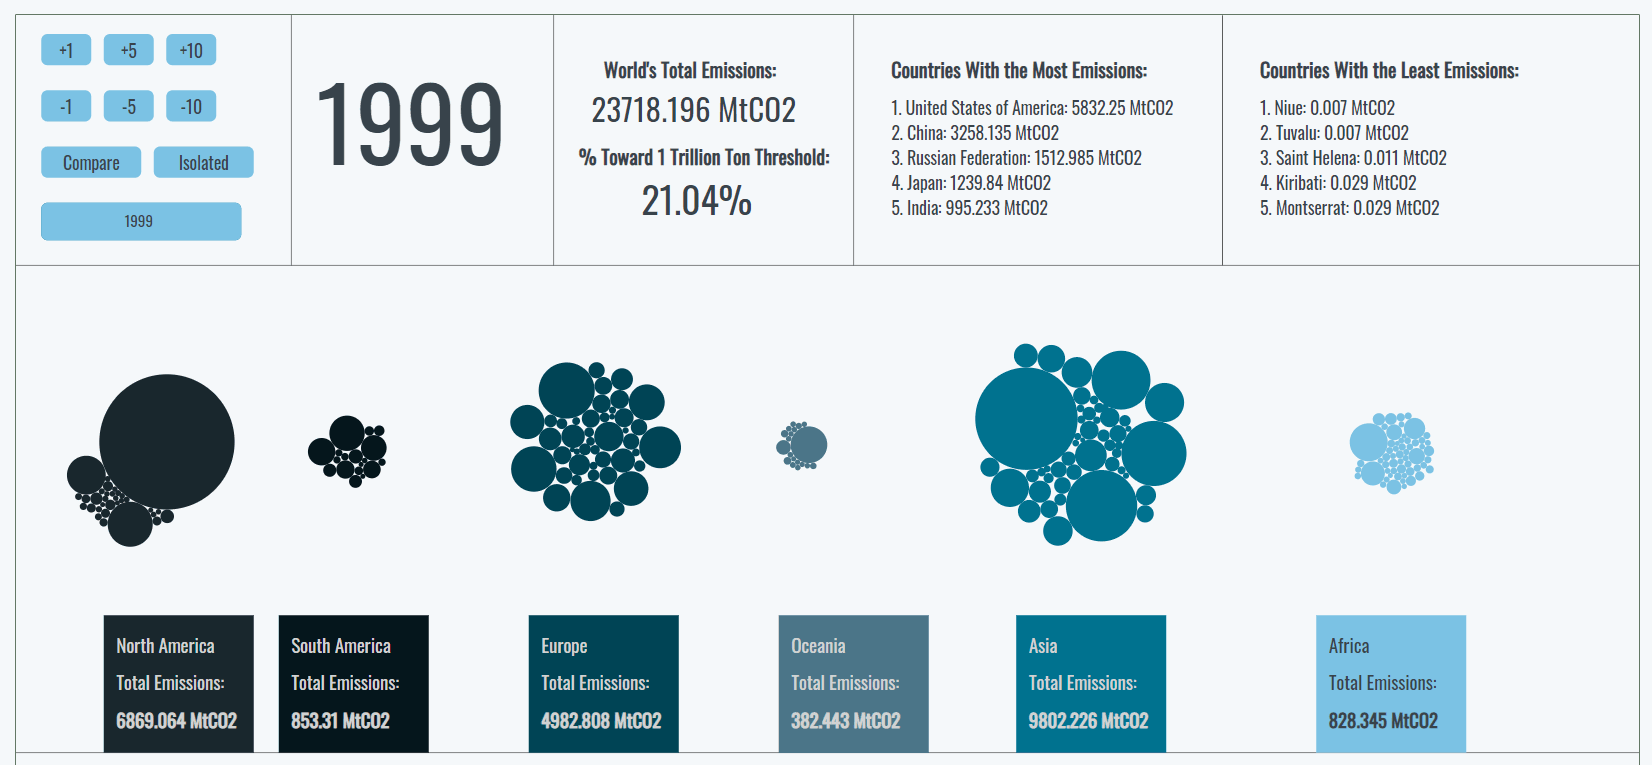 +1 +5 +10
-1 -5 -10
Compare Isolated
1999
1999
World's Total Emissions:
23718.196 MtCO2
% Toward 1 Trillion Ton Threshold:
21.04%
Countries With the Most Emissions:
1. United States of America: 5832.25 MtCO2
2. China: 3258.135 MtCO2
3. Russian Federation: 1512.985 MtCO2
4. Japan: 1239.84 MtCO2
5. India: 995.233 MtCO2
Countries With the Least Emissions:
1. Niue: 0.007 MtCO2
2. Tuvalu: 0.007 MtCO2
3. Saint Helena: 0.011 MtCO2
4. Kiribati: 0.029 MtCO2
5. Montserrat: 0.029 MtCO2
North America
Total Emissions:
6869.064 MtCO2
South America
Total Emissions:
853.31 MtCO2
Europe
Total Emissions:
4982.808 MtCO2
Oceania
Total Emissions:
382.443 MtCO2
Asia
Total Emissions:
9802.226 MtCO2
Africa
Total Emissions:
828.345 MtCO2